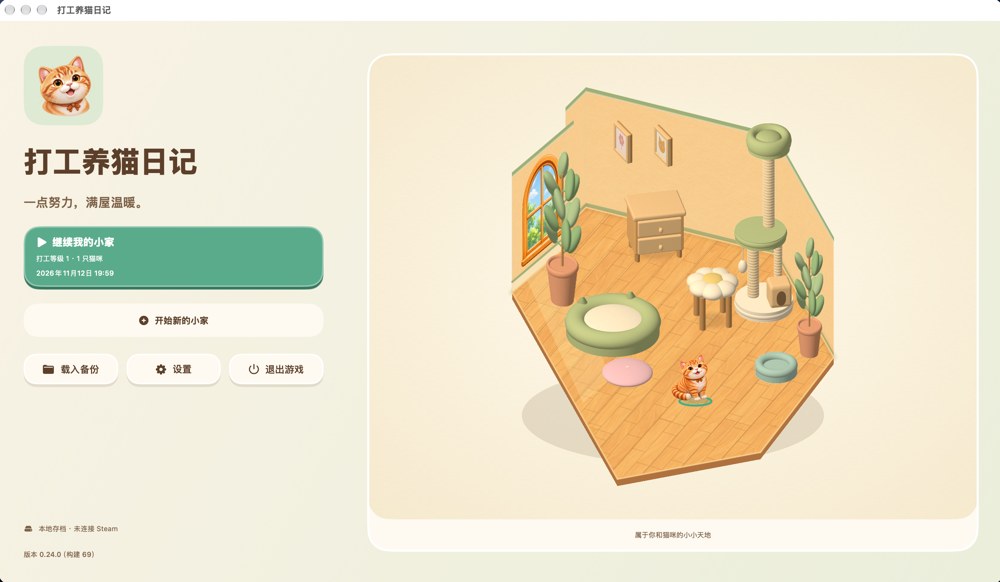 打工养猫日记
打工养猫日记
一点努力，满屋温暖。
继续我的小家
打工等级 1 · 1 只猫咪
2026年11月12日 19:59
开始新的小家
载入备份
设置
退出游戏
本地存档 · 未连接 Steam
版本 0.24.0 (构建 69)
属于你和猫咪的小小天地